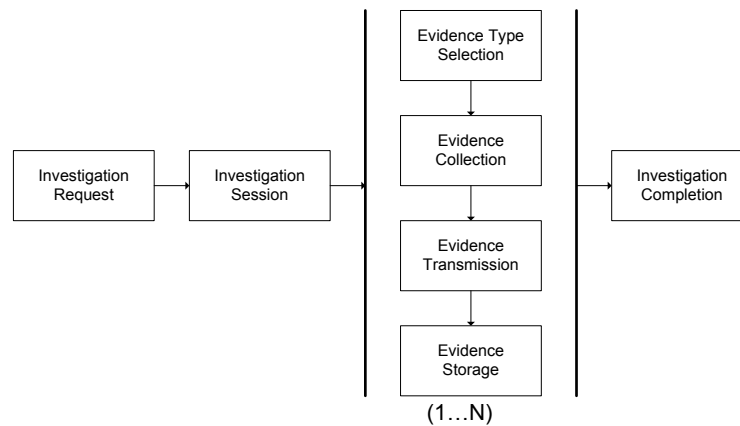 Investigation
Request
Investigation
Session
Evidence Type
Selection
Evidence
Collection
Evidence
Transmission
Evidence
Storage
(1…N)
Investigation
Completion